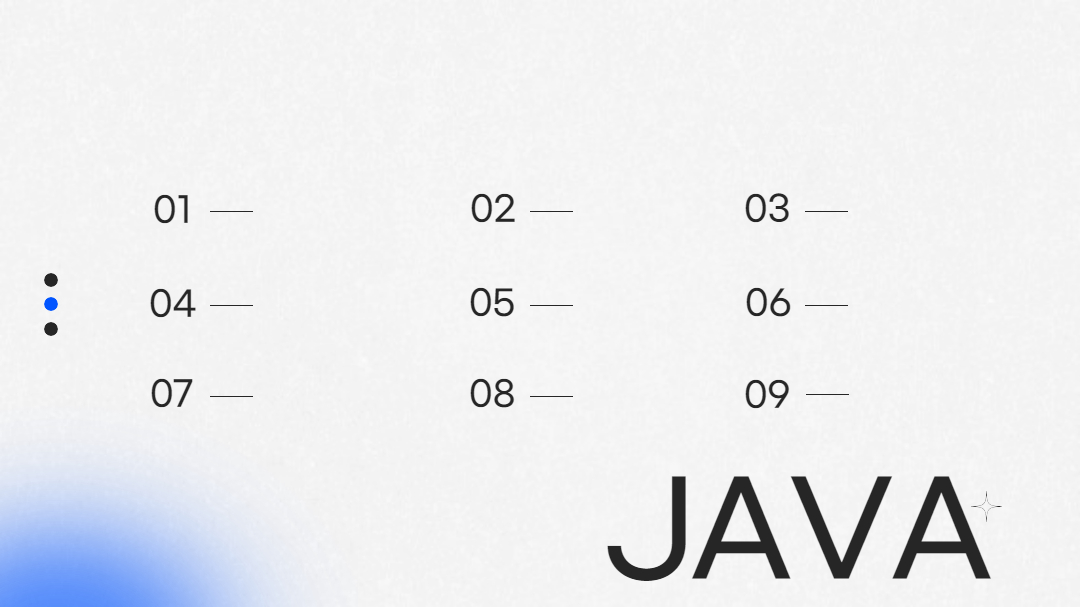 01 — 02 — 03 —
04 — 05 — 06 —
07 — 08 — 09 —
JAVA